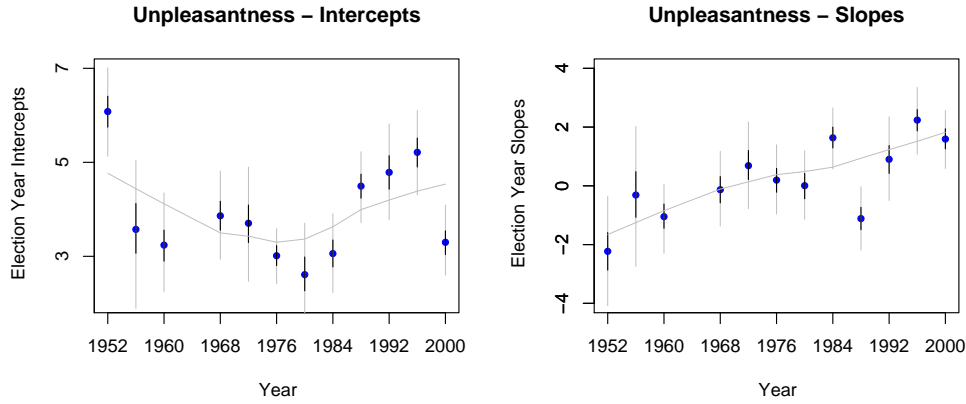 Unpleasantness – Intercepts
Election Year Intercepts
7
5
3
1952 1960 1968 1976 1984 1992 2000
Year
Unpleasantness – Slopes
Election Year Slopes
4
2
0
−2
−4
1952 1960 1968 1976 1984 1992 2000
Year